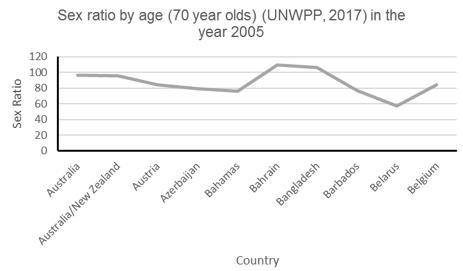 Sex ratio by age (70 year olds) (UNWPP, 2017) in the
year 2005
120
100
80
60
40
20
0
Sex Ratio
Australia
Australia/New Zealand
Austria
Azerbaijan
Bahamas
Bahrain
Bangladesh
Barbados
Belarus
Belgium
Country